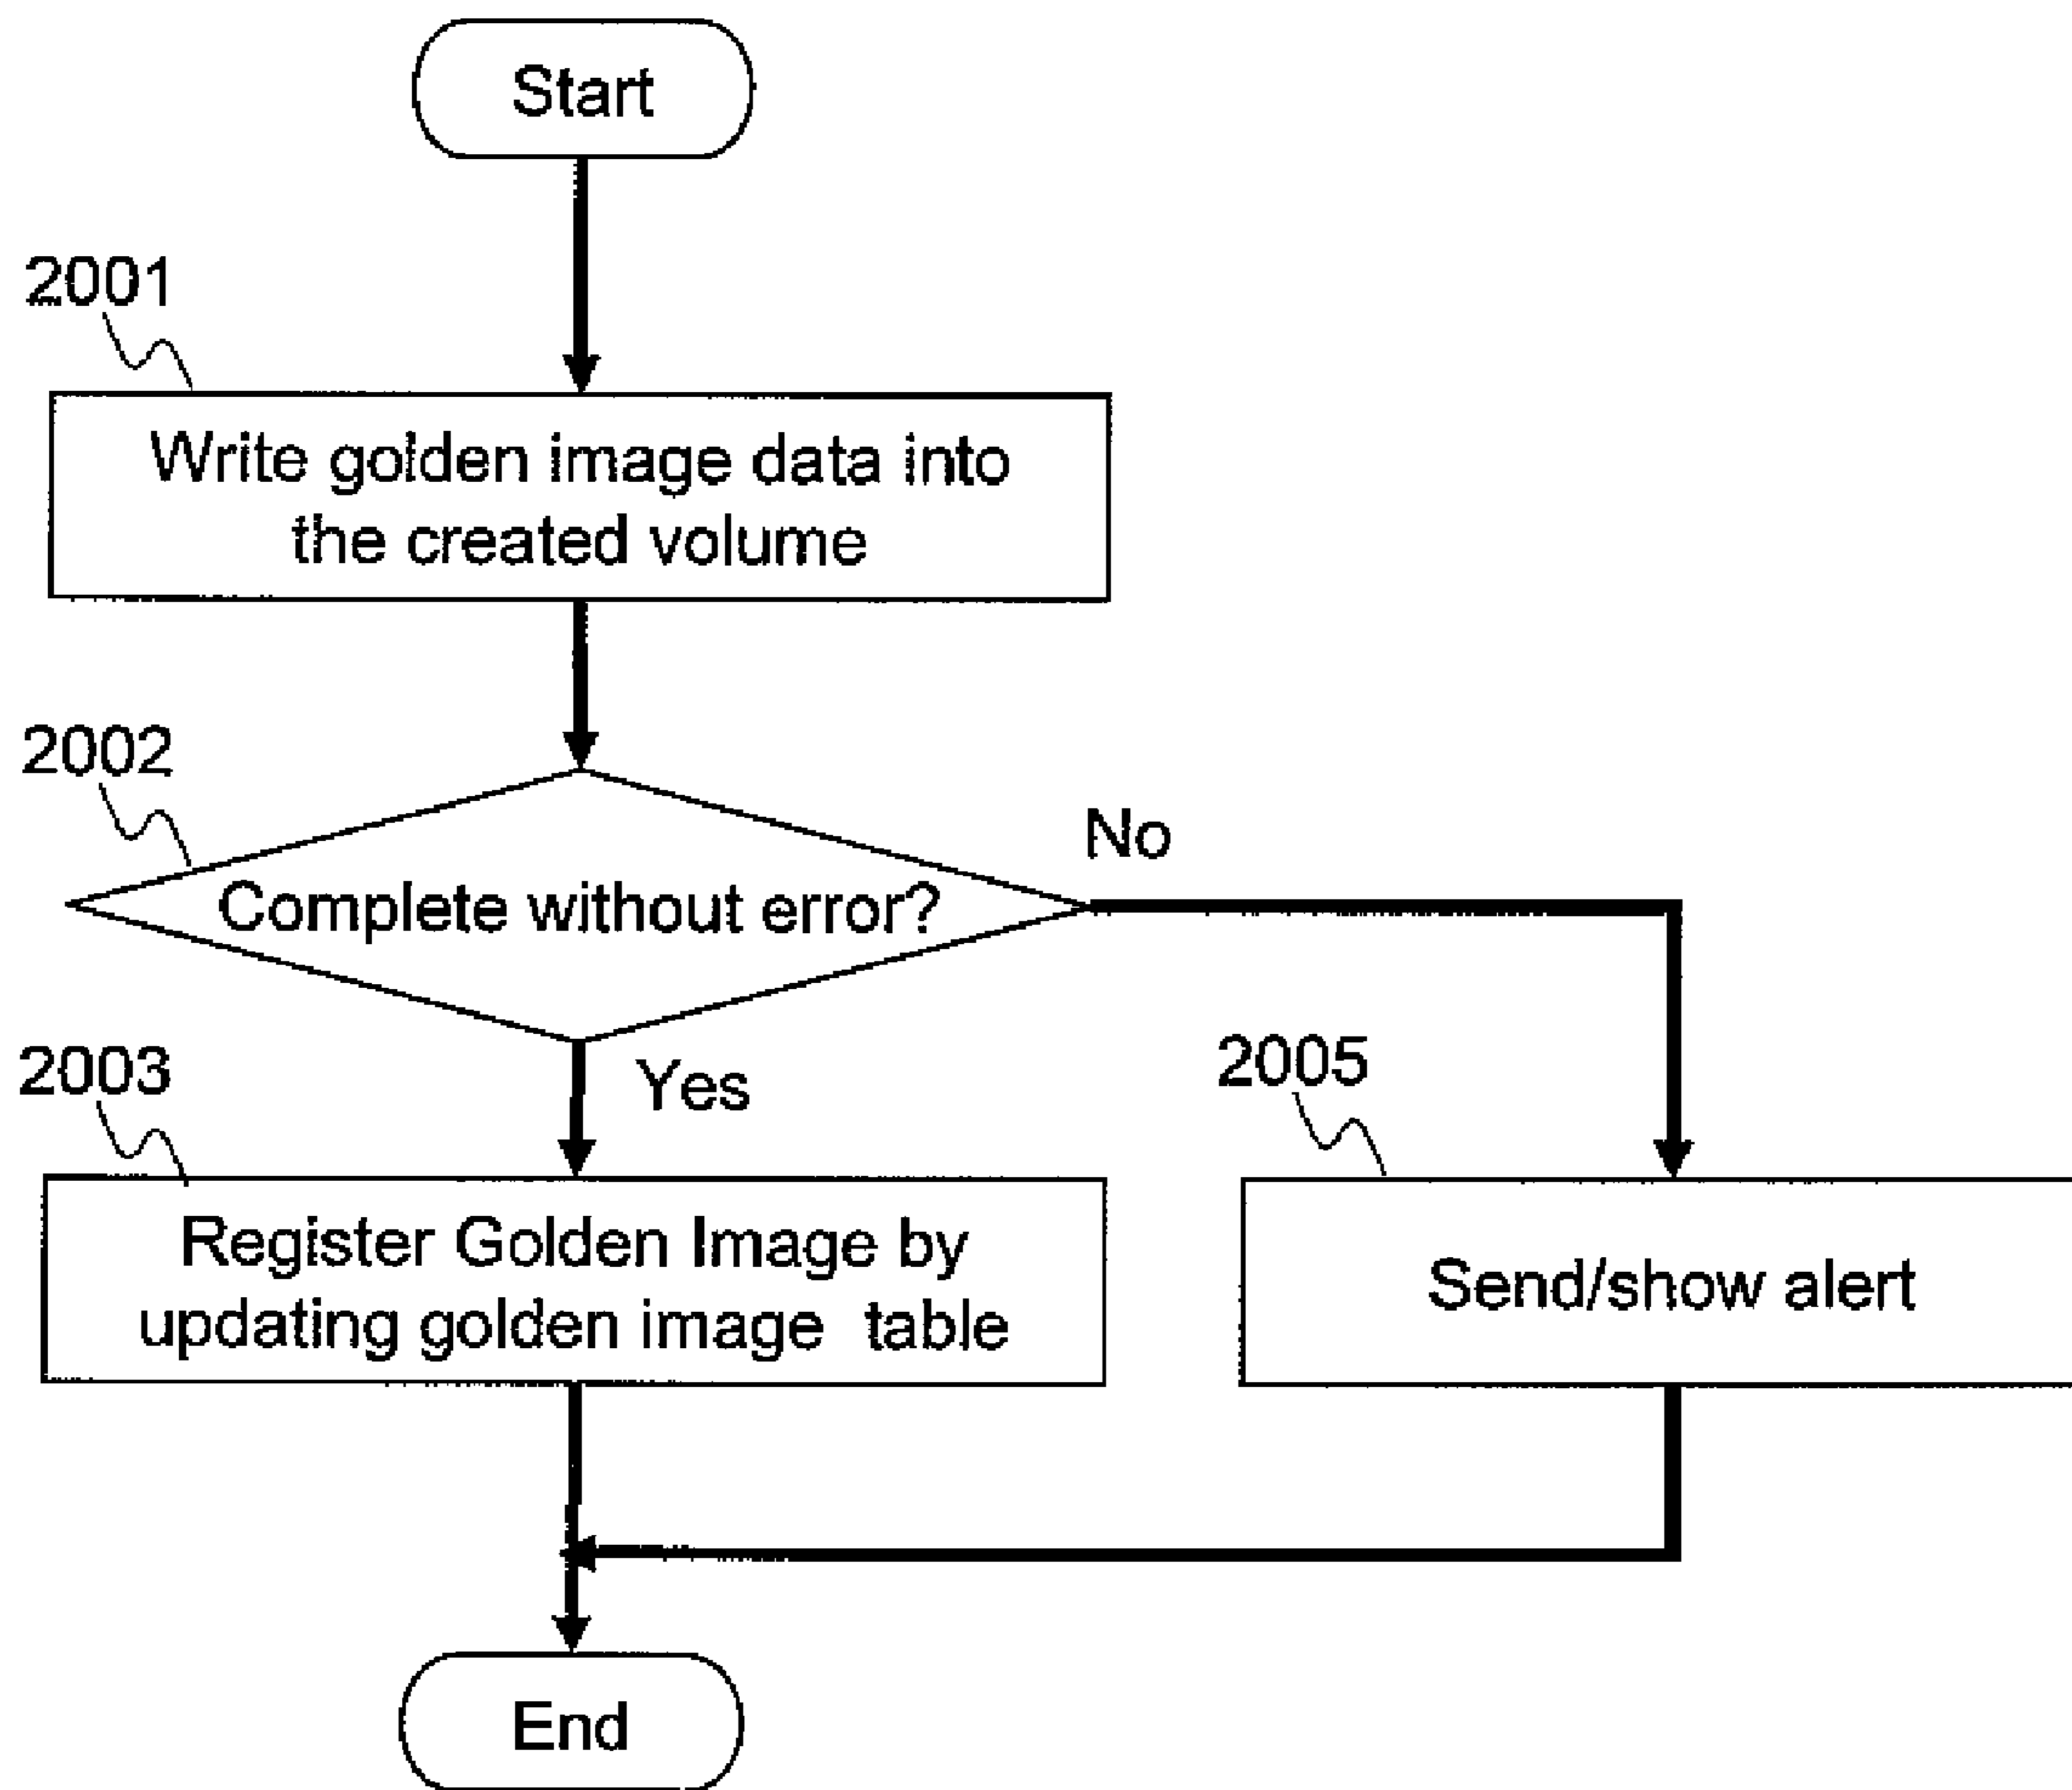 Start
2001
Write golden image data into
the created volume
2002
No
Complete without error?
2003
Yes
2005
Register Golden Image by
updating golden image table
Send/show alert
End